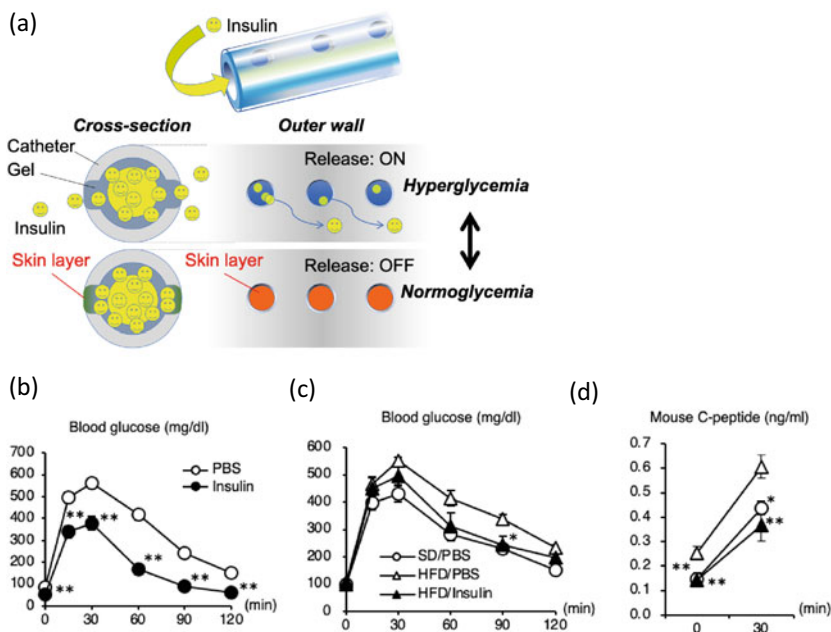 (a)
Insulin
Cross-section
Outer wall
Catheter
Gel
Insulin
Release: ON
Hyperglycemia
Skin layer
Skin layer
Release: OFF
Normoglycemia
(b)
Blood glucose (mg/dl)
700
600
500
400
300
200
100
0
PBS
Insulin
**
**
**
**
**
**
0 30 60 90 120 (min)
(c)
Blood glucose (mg/dl)
600
500
400
300
200
100
0
*
SD/PBS
HFD/PBS
HFD/Insulin
0 30 60 90 120 (min)
(d)
Mouse C-peptide (ng/ml)
0.7
0.6
0.5
0.4
0.3
0.2
0.1
0.0
**
**
*
**
0 30 (min)